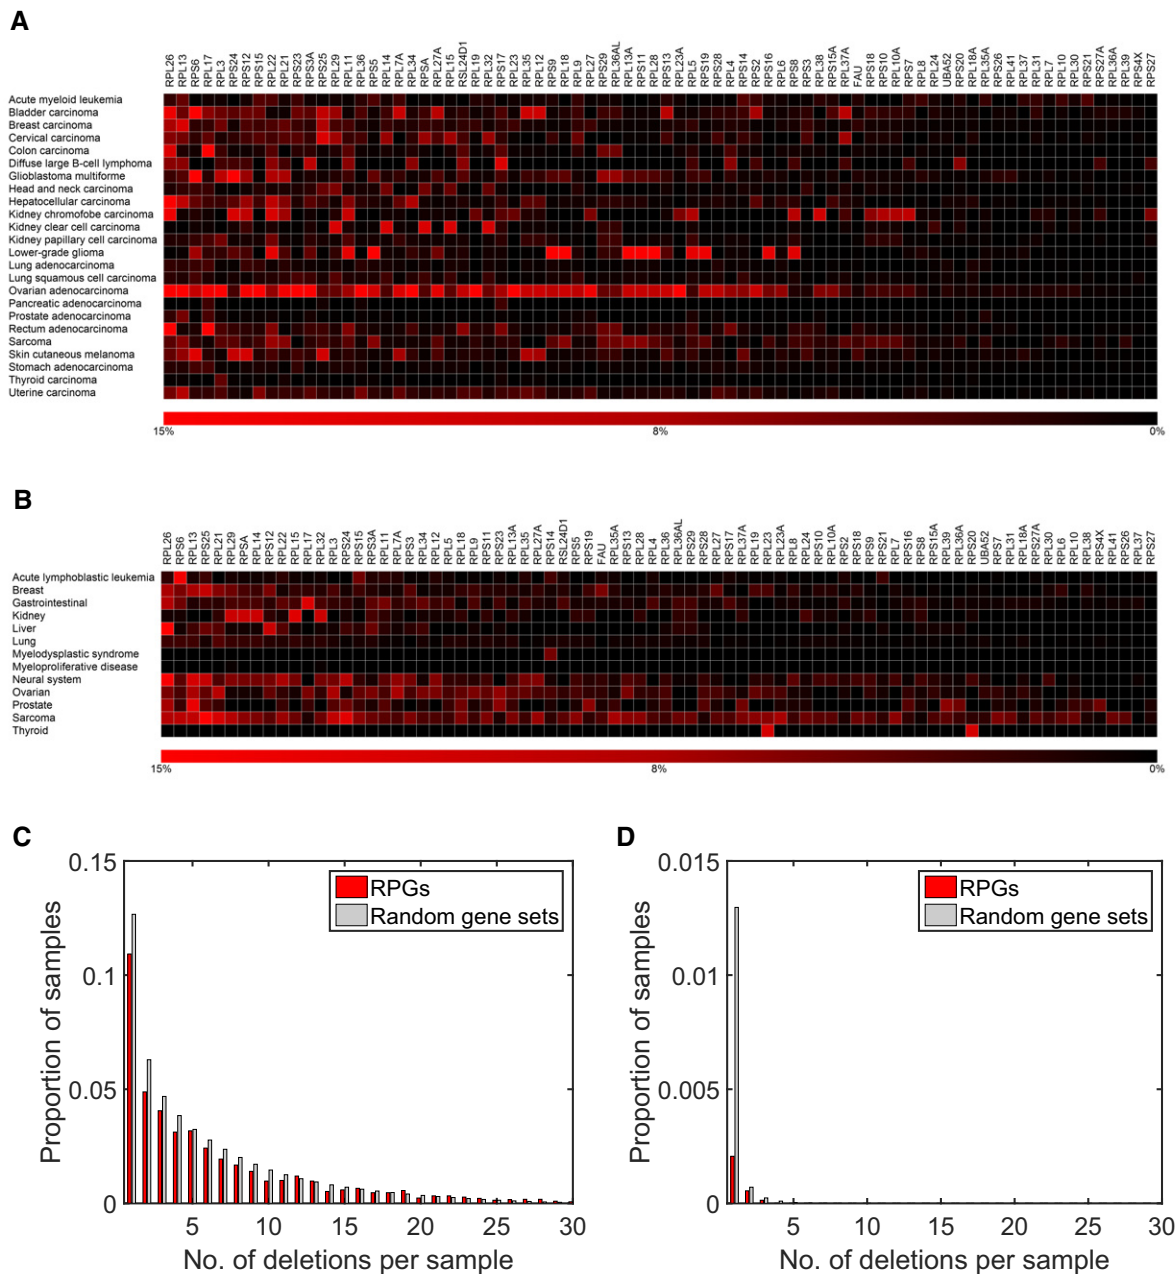 A
RPL26 RPL13 RPS6 RPL17 RPL3 RPS24 RPS12 RPS15 RPL22 RPL21 RPS23 RPS3A RPS25 RPL29 RPL11 RPL36 RPS5 RPL14 RPL7A RPL34 RPSA RPL27A RPL15 RSL24D1 RPL19 RPL32 RPS17 RPL23 RPL35 RPL12 RPS9 RPL18 RPL9 RPL27 RPS29 RPL36AL RPL13A RPS11 RPL28 RPS13 RPL23A RPL5 RPS19 RPS28 RPL4 RPS14 RPS2 RPS16 RPL6 RPS8 RPS3 RPL38 RPS15A RPL37A FAU RPS18 RPS10 RPL10A RPS7 RPL8 RPL24 UBA52 RPS20 RPL18A RPL35A RPS26 RPL41 RPL37 RPL31 RPL7 RPL10 RPL30 RPS21 RPS27A RPL36A RPL39 RPS4X RPS27
Acute myeloid leukemia
Bladder carcinoma
Breast carcinoma
Cervical carcinoma
Colon carcinoma
Diffuse large B-cell lymphoma
Glioblastoma multiforme
Head and neck carcinoma
Hepatocellular carcinoma
Kidney chromofobe carcinoma
Kidney clear cell carcinoma
Kidney papillary cell carcinoma
Lower-grade glioma
Lung adenocarcinoma
Lung squamous cell carcinoma
Ovarian adenocarcinoma
Pancreatic adenocarcinoma
Prostate adenocarcinoma
Rectum adenocarcinoma
Sarcoma
Skin cutaneous melanoma
Stomach adenocarcinoma
Thyroid carcinoma
Uterine carcinoma
15% 8% 0%
B
RPL26 RPS6 RPL13 RPS25 RPL21 RPL29 RPSA RPL14 RPS12 RPL22 RPL15 RPL17 RPL32 RPL3 RPS24 RPS15 RPS3A RPL11 RPL7A RPS3 RPL34 RPL12 RPL5 RPL18 RPL9 RPS11 RPS23 RPL13A RPL35 RPL27A RPS14 RSL24D1 RPS5 RPS19 FAU RPL35A RPS13 RPL28 RPL4 RPL36 RPL36AL RPS29 RPS28 RPL27 RPS17 RPL37A RPL19 RPL23 RPL23A RPL8 RPL24 RPS10 RPL10A RPS2 RPS18 RPS9 RPS21 RPL7 RPS16 RPS8 RPS15A RPL39 RPL36A RPS20 UBA52 RPS7 RPL31 RPL18A RPS27A RPL30 RPL6 RPL10 RPL38 RPS4X RPL41 RPS26 RPL37 RPS27
Acute lymphoblastic leukemia
Breast
Gastrointestinal
Kidney
Liver
Lung
Myelodysplastic syndrome
Myeloproliferative disease
Neural system
Ovarian
Prostate
Sarcoma
Thyroid
15% 8% 0%
C
Proportion of samples
0.15
0.1
0.05
0
RPGs
Random gene sets
5 10 15 20 25 30
No. of deletions per sample
D
Proportion of samples
0.015
0.01
0.005
0
RPGs
Random gene sets
5 10 15 20 25 30
No. of deletions per sample